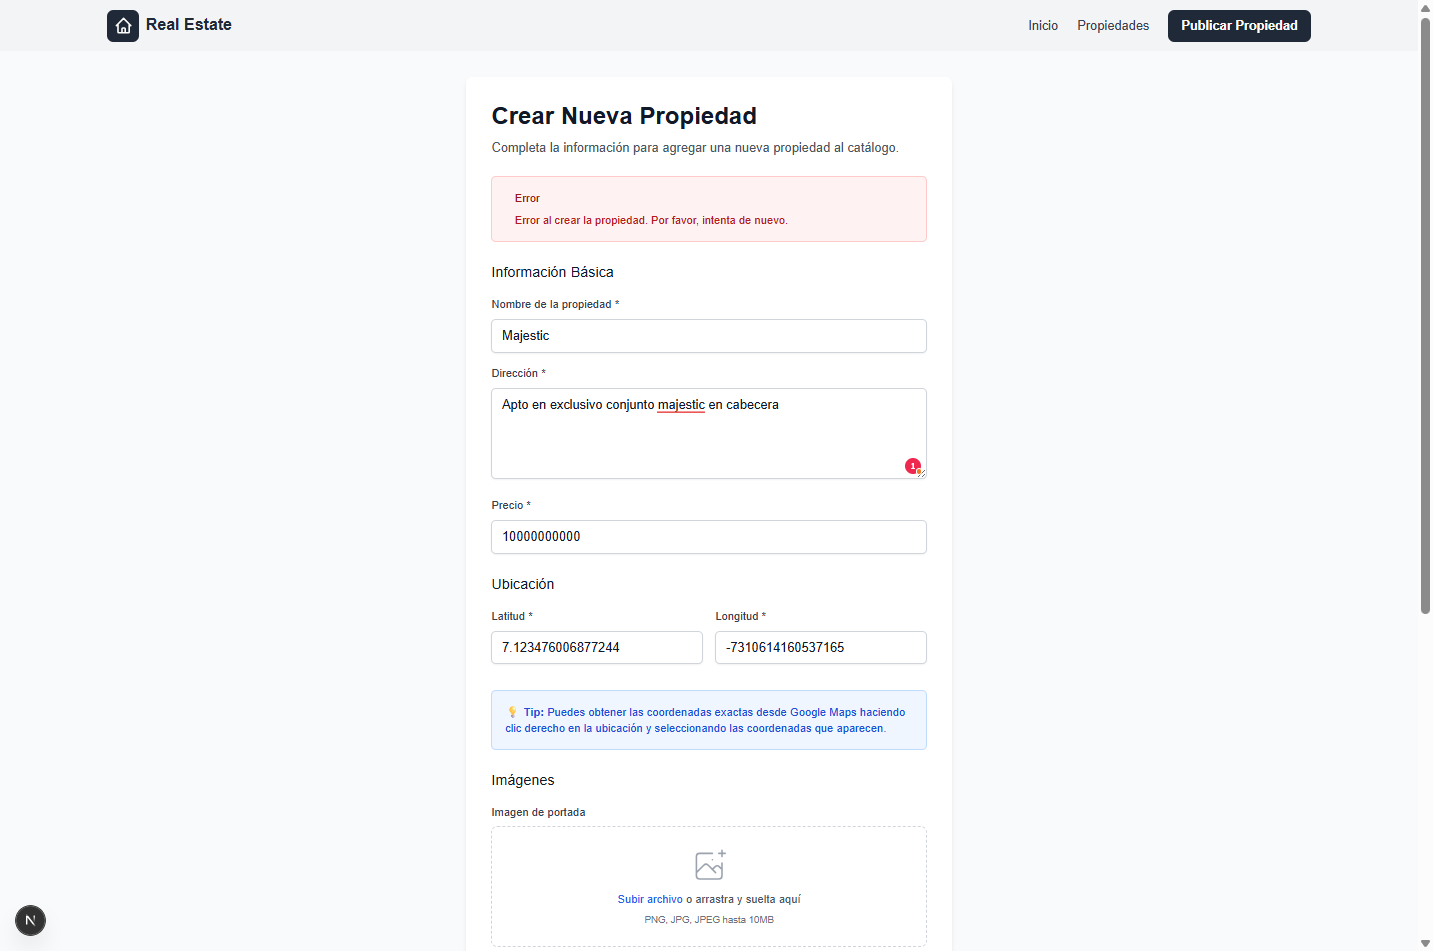 Real Estate
Inicio
Propiedades
Publicar Propiedad
Crear Nueva Propiedad
Completa la información para agregar una nueva propiedad al catálogo.
Error
Error al crear la propiedad. Por favor, intenta de nuevo.
Información Básica
Nombre de la propiedad *
Majestic
Dirección *
Apto en exclusivo conjunto majestic en cabecera
1
Precio *
10000000000
Ubicación
Latitud *
Longitud *
7.123476006877244
-7310614160537165
💡 Tip: Puedes obtener las coordenadas exactas desde Google Maps haciendo
clic derecho en la ubicación y seleccionando las coordenadas que aparecen.
Imágenes
Imagen de portada
Subir archivo o arrastra y suelta aquí
PNG, JPG, JPEG hasta 10MB
N